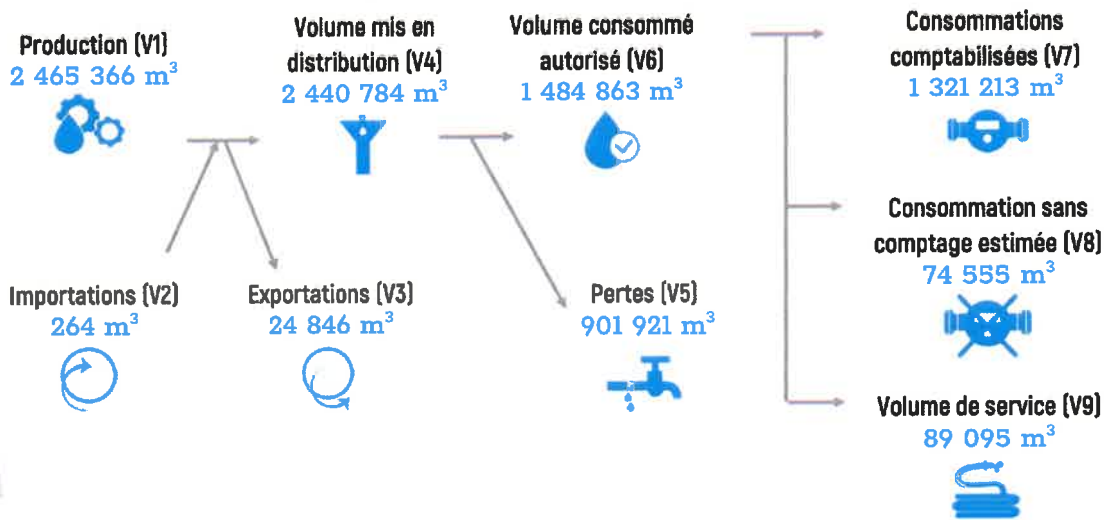 Production (V1)
2 465 366 m³
Volume mis en
distribution (V4)
2 440 784 m³
Volume consommé
autorisé (V6)
1 484 863 m³
Consommations
comptabilisées (V7)
1 321 213 m³
Consommation sans
comptage estimée (V8)
74 555 m³
Importations (V2)
264 m³
Exportations (V3)
24 846 m³
Pertes (V5)
901 921 m³
Volume de service (V9)
89 095 m³